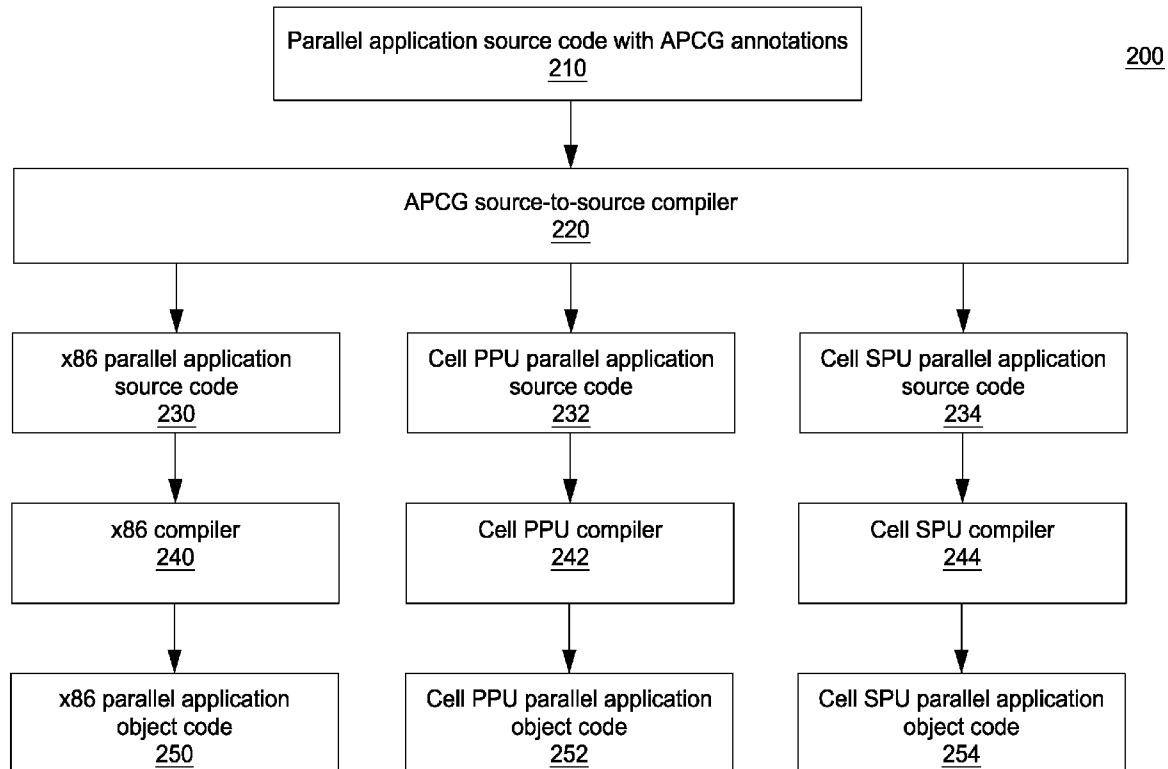 Parallel application source code with APCG annotations
210
200
APCG source-to-source compiler
220
x86 parallel application
source code
230
Cell PPU parallel application
source code
232
Cell SPU parallel application
source code
234
x86 compiler
240
Cell PPU compiler
242
Cell SPU compiler
244
x86 parallel application
object code
250
Cell PPU parallel application
object code
252
Cell SPU parallel application
object code
254